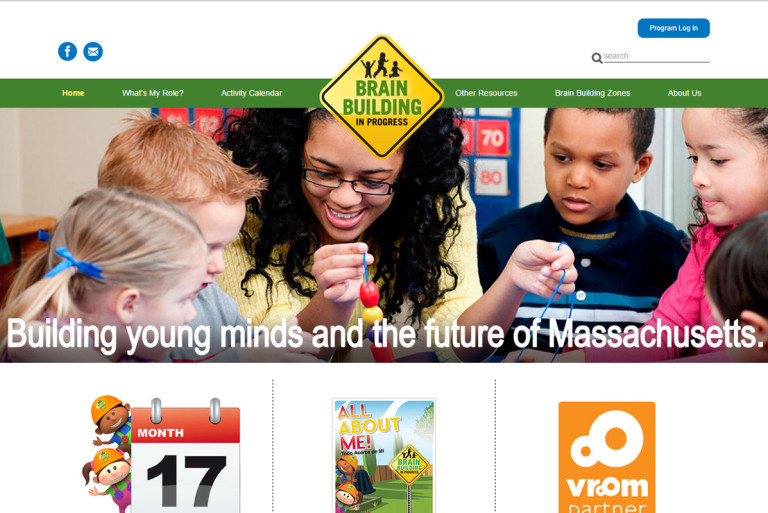 Program Log In
f
search
Home
What's My Role?
Activity Calendar
BRAIN
BUILDING
IN PROGRESS
Other Resources
Brain Building Zones
About Us
70
80
Building young minds and the future of Massachusetts.
MONTH
17
ALL
ABOUT
ME!
Todo Acerca de Mí
BRAIN
BUILDING
IN PROGRESS
vroom
partner